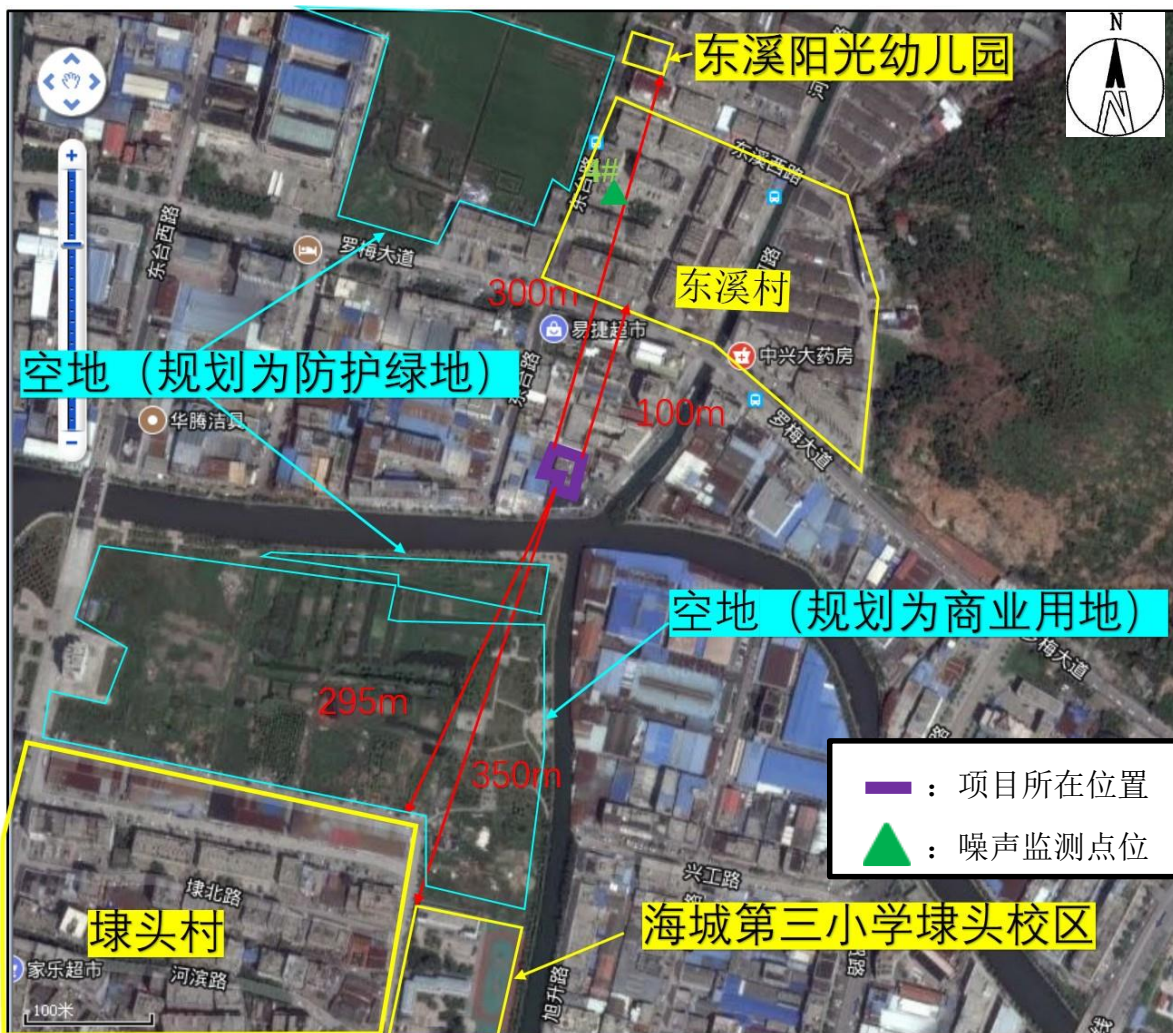 N
东溪阳光幼儿园
东溪西路
4#
东台路
东台西路
罗梅大道
东溪村
300m
易捷超市
中兴大药房
空地（规划为防护绿地）
东台路
100m
华腾洁具
罗梅大道
空地（规划为商业用地）
罗梅大道
295m
350m
：项目所在位置
：噪声监测点位
兴工路
埭北路
埭头村
海城第三小学埭头校区
家乐超市
河滨路
旭升路
100米